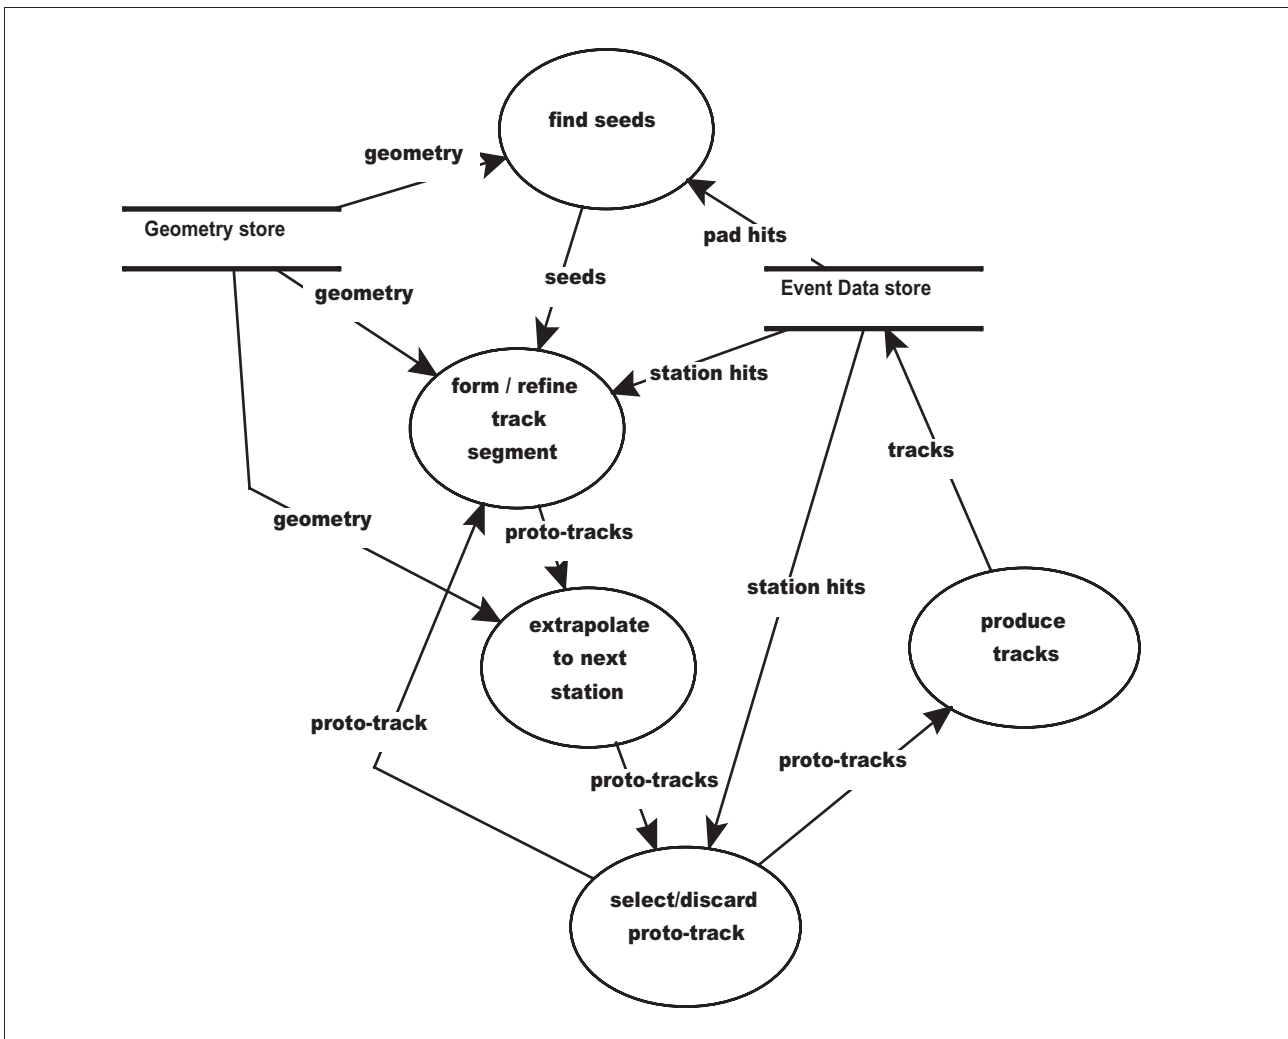 find seeds
geometry
Geometry store
pad hits
seeds
geometry
Event Data store
station hits
form / refine
track
segment
tracks
geometry
proto-tracks
station hits
extrapolate
to next
station
produce
tracks
proto-track
proto-tracks
proto-tracks
select/discard
proto-track